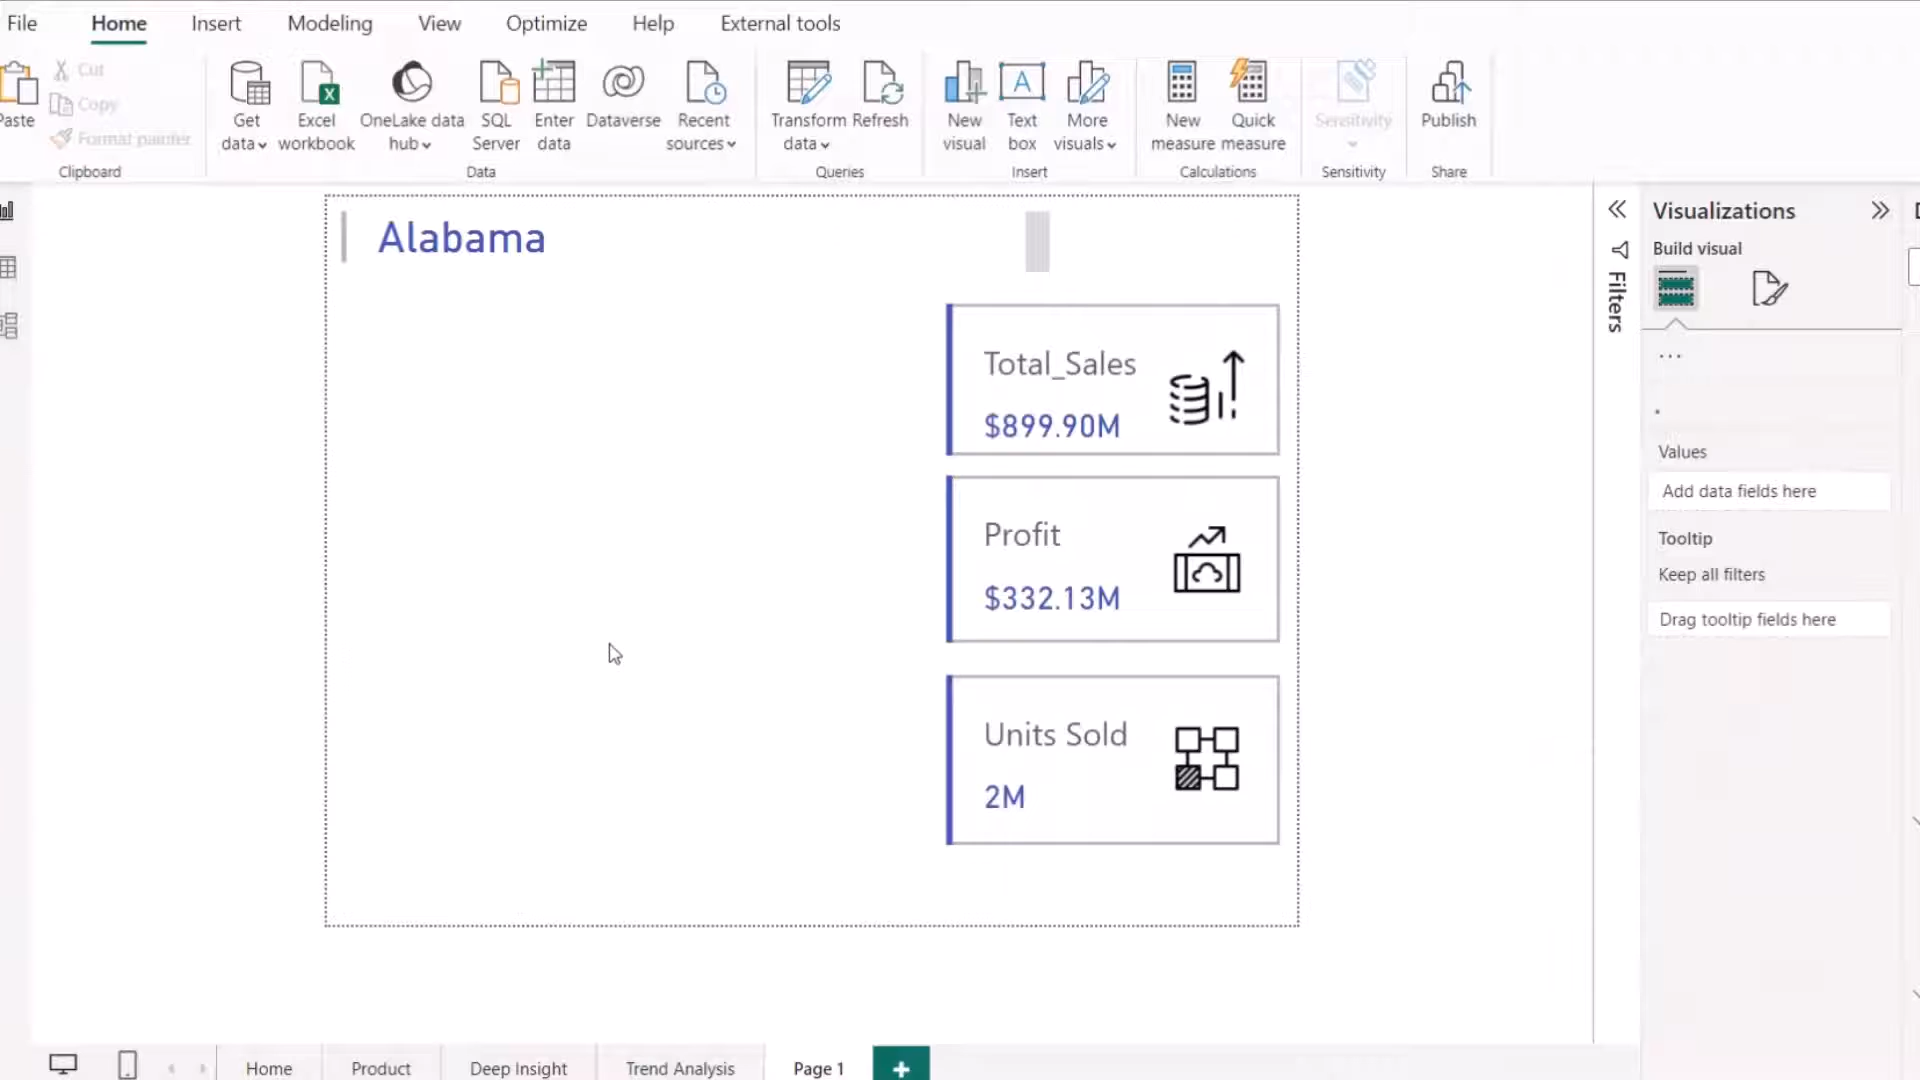 File Home Insert Modeling View Optimize Help External tools
Paste
Cut
Copy
Format painter
Clipboard
Get data
Excel workbook
OneLake data hub
SQL Server
Enter data
Dataverse
Recent sources
Data
Transform data
Refresh
Queries
New visual
Text box
More visuals
Insert
New measure
Quick measure
Calculations
Sensitivity
Sensitivity
Publish
Share
Alabama
Total_Sales
$899.90M
Profit
$332.13M
Units Sold
2M
Filters
Visualizations
Build visual
...
Values
Add data fields here
Tooltip
Keep all filters
Drag tooltip fields here
Home Product Deep Insight Trend Analysis Page 1 +